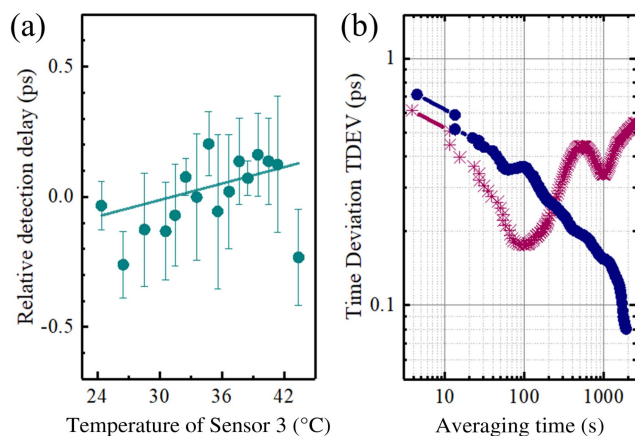 (a)
(b)
Relative detection delay (ps)
0.5
0.0
-0.5
24
30
36
42
Temperature of Sensor 3 (°C)
Time Deviation TDEV (ps)
1
0.1
10
100
1000
Averaging time (s)